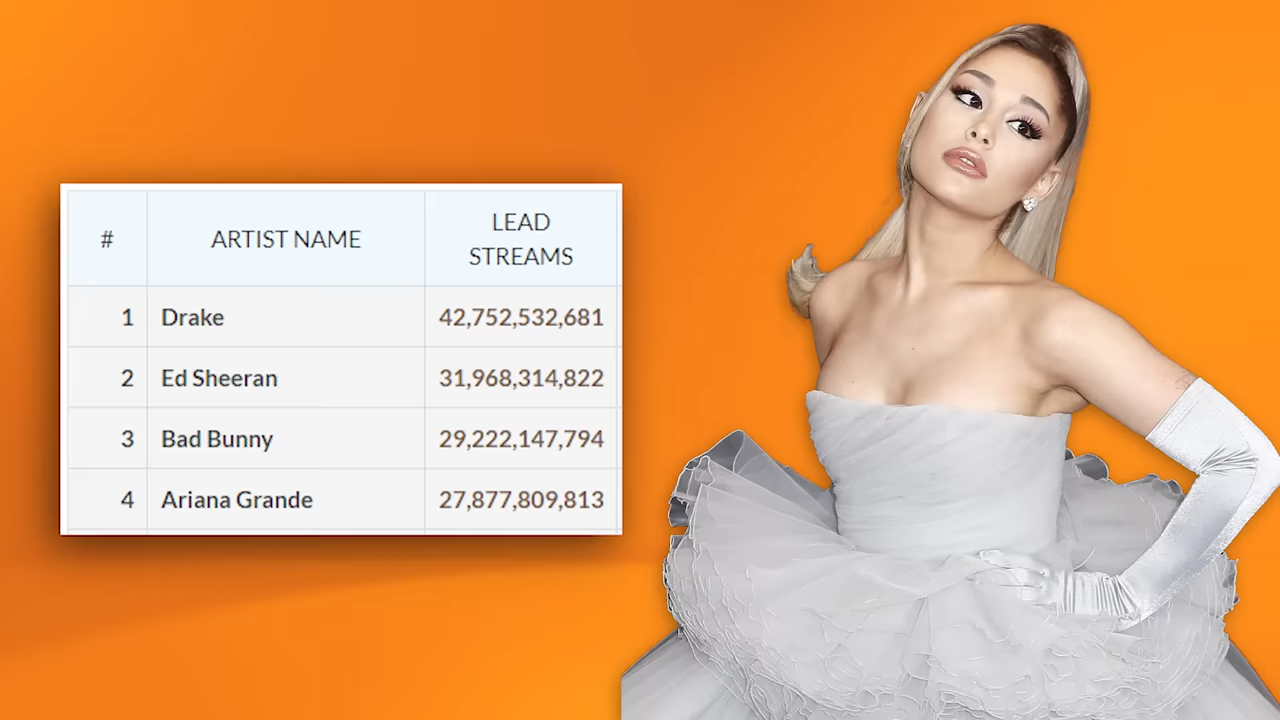 # ARTIST NAME LEAD STREAMS
1 Drake 42,752,532,681
2 Ed Sheeran 31,968,314,822
3 Bad Bunny 29,222,147,794
4 Ariana Grande 27,877,809,813